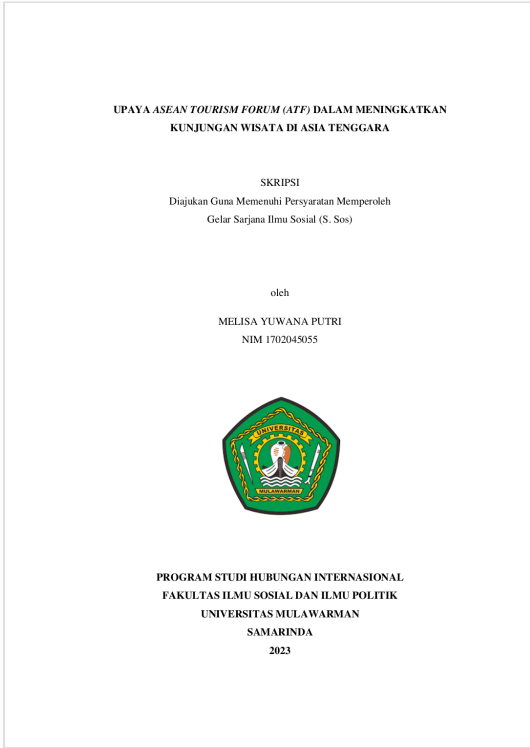 UPAYA ASEAN TOURISM FORUM (ATF) DALAM MENINGKATKAN
KUNJUNGAN WISATA DI ASIA TENGGARA
SKRIPSI
Diajukan Guna Memenuhi Persyaratan Memperoleh
Gelar Sarjana Ilmu Sosial (S. Sos)
oleh
MELISA YUWANA PUTRI
NIM 1702045055
UNIVERSITAS
MULAWARMAN
PROGRAM STUDI HUBUNGAN INTERNASIONAL
FAKULTAS ILMU SOSIAL DAN ILMU POLITIK
UNIVERSITAS MULAWARMAN
SAMARINDA
2023